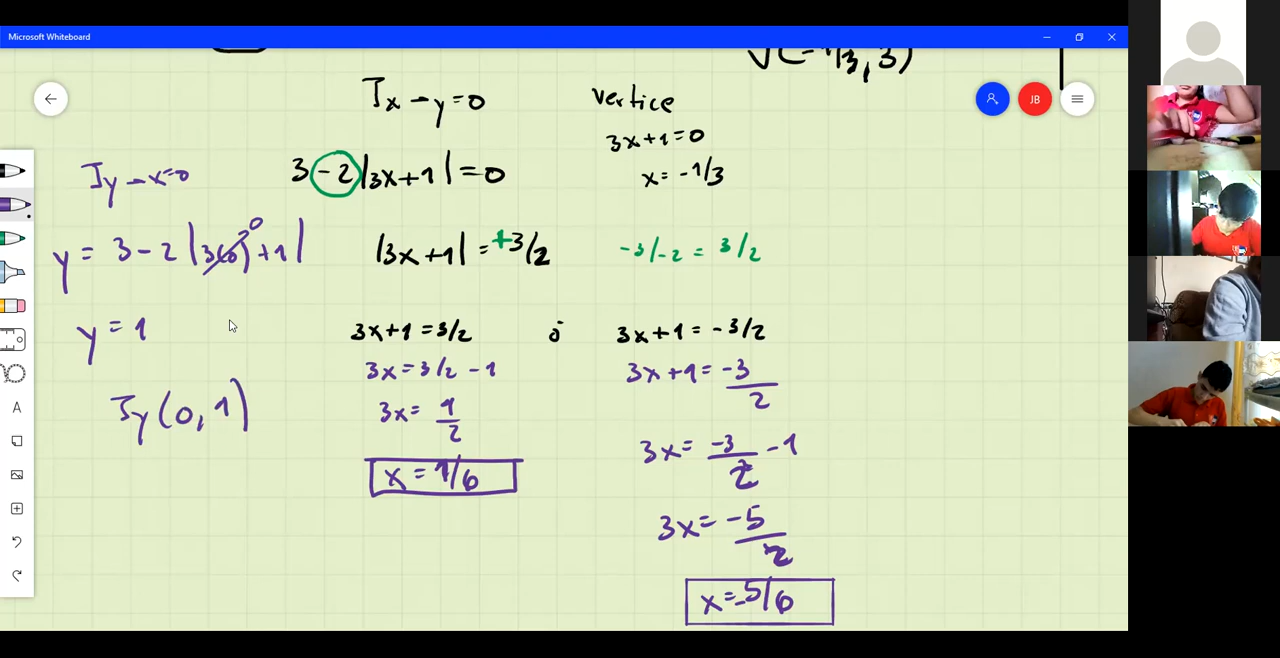 Microsoft Whiteboard
V(-1/3, 3)
Ix - y=0
3 -2|3x+1|=0
|3x+1| = +3/2
vertice
3x+1=0
x= -1/3
-3/-2 = 3/2
JB
Iy - x=0
y = 3-2|3(0)+1|
0
y = 1
Iy(0,1)
3x+1 = 3/2
3x= 3/2 -1
3x= 1/2
x = 1/6
ó
3x+1= -3/2
3x+1= -3/2
3x= -3/2 -1
3x= -5/2
x=-5/6
A